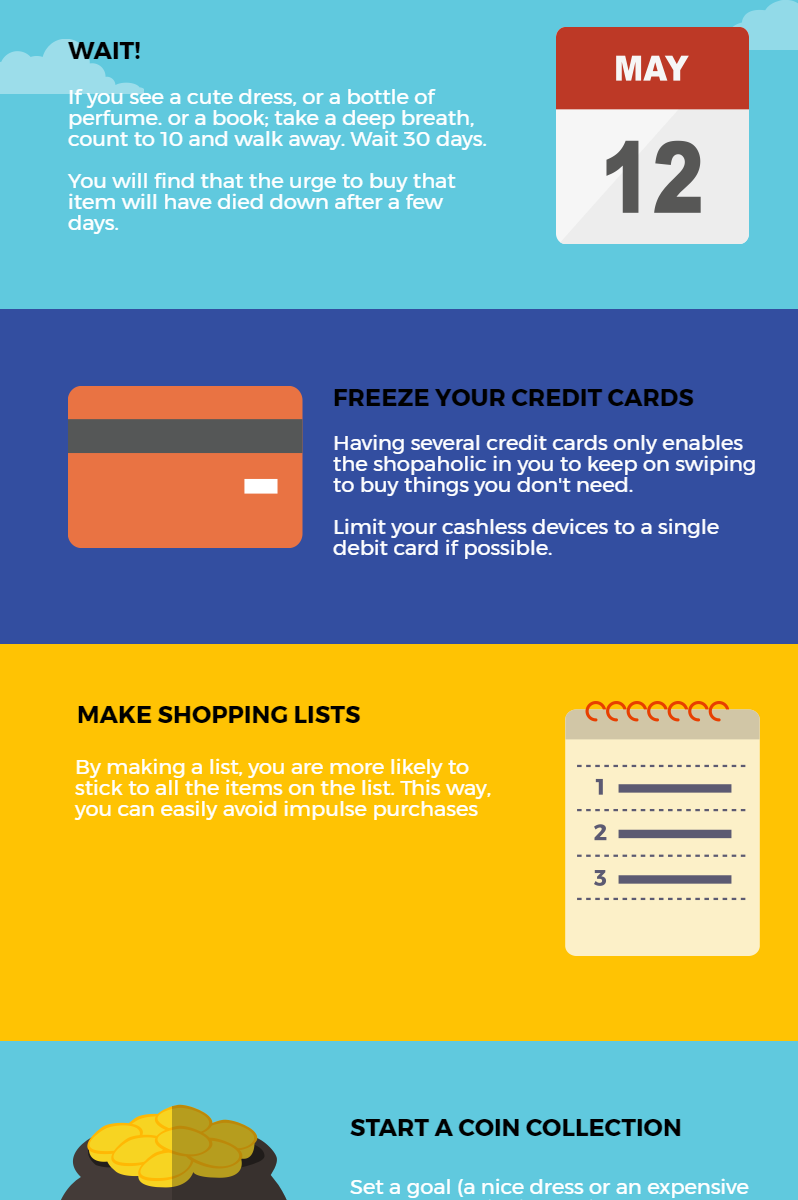 WAIT!
If you see a cute dress, or a bottle of
perfume. or a book; take a deep breath,
count to 10 and walk away. Wait 30 days.
You will find that the urge to buy that
item will have died down after a few
days.
MAY
12
FREEZE YOUR CREDIT CARDS
Having several credit cards only enables
the shopaholic in you to keep on swiping
to buy things you don't need.
Limit your cashless devices to a single
debit card if possible.
MAKE SHOPPING LISTS
By making a list, you are more likely to
stick to all the items on the list. This way,
you can easily avoid impulse purchases
1
2
3
START A COIN COLLECTION
Set a goal (a nice dress or an expensive